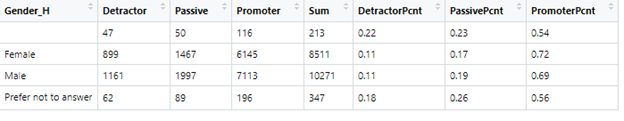 Gender_H Detractor Passive Promoter Sum DetractorPcnt PassivePcnt PromoterPcnt
47 50 116 213 0.22 0.23 0.54
Female 899 1467 6145 8511 0.11 0.17 0.72
Male 1161 1997 7113 10271 0.11 0.19 0.69
Prefer not to answer 62 89 196 347 0.18 0.26 0.56